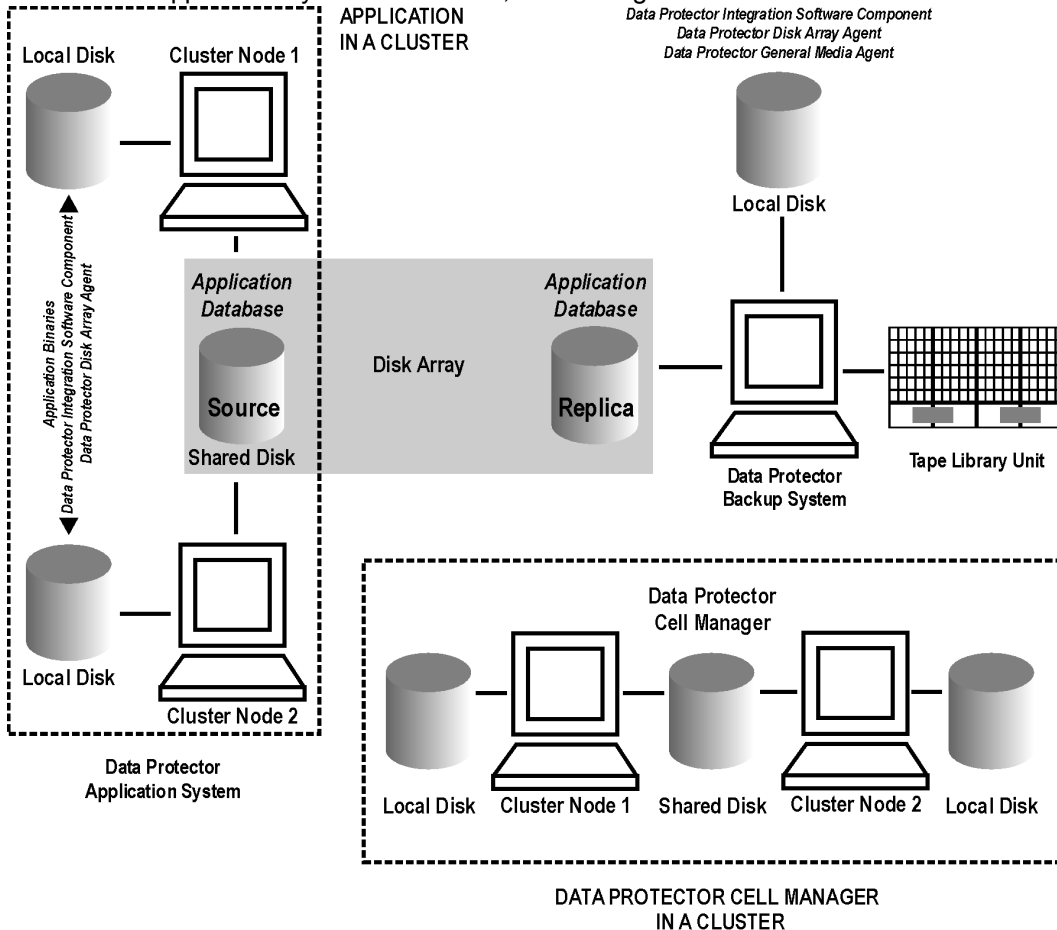 APPLICATION
IN A CLUSTER
Data Protector Integration Software Component
Data Protector Disk Array Agent
Data Protector General Media Agent
Local Disk
Cluster Node 1
Local Disk
Application Binaries
Data Protector Integration Software Component
Data Protector Disk Array Agent
Application
Database
Source
Shared Disk
Disk Array
Application
Database
Replica
Data Protector
Backup System
Tape Library Unit
Local Disk
Cluster Node 2
Data Protector
Application System
Data Protector
Cell Manager
Local Disk
Cluster Node 1
Shared Disk
Cluster Node 2
Local Disk
DATA PROTECTOR CELL MANAGER
IN A CLUSTER